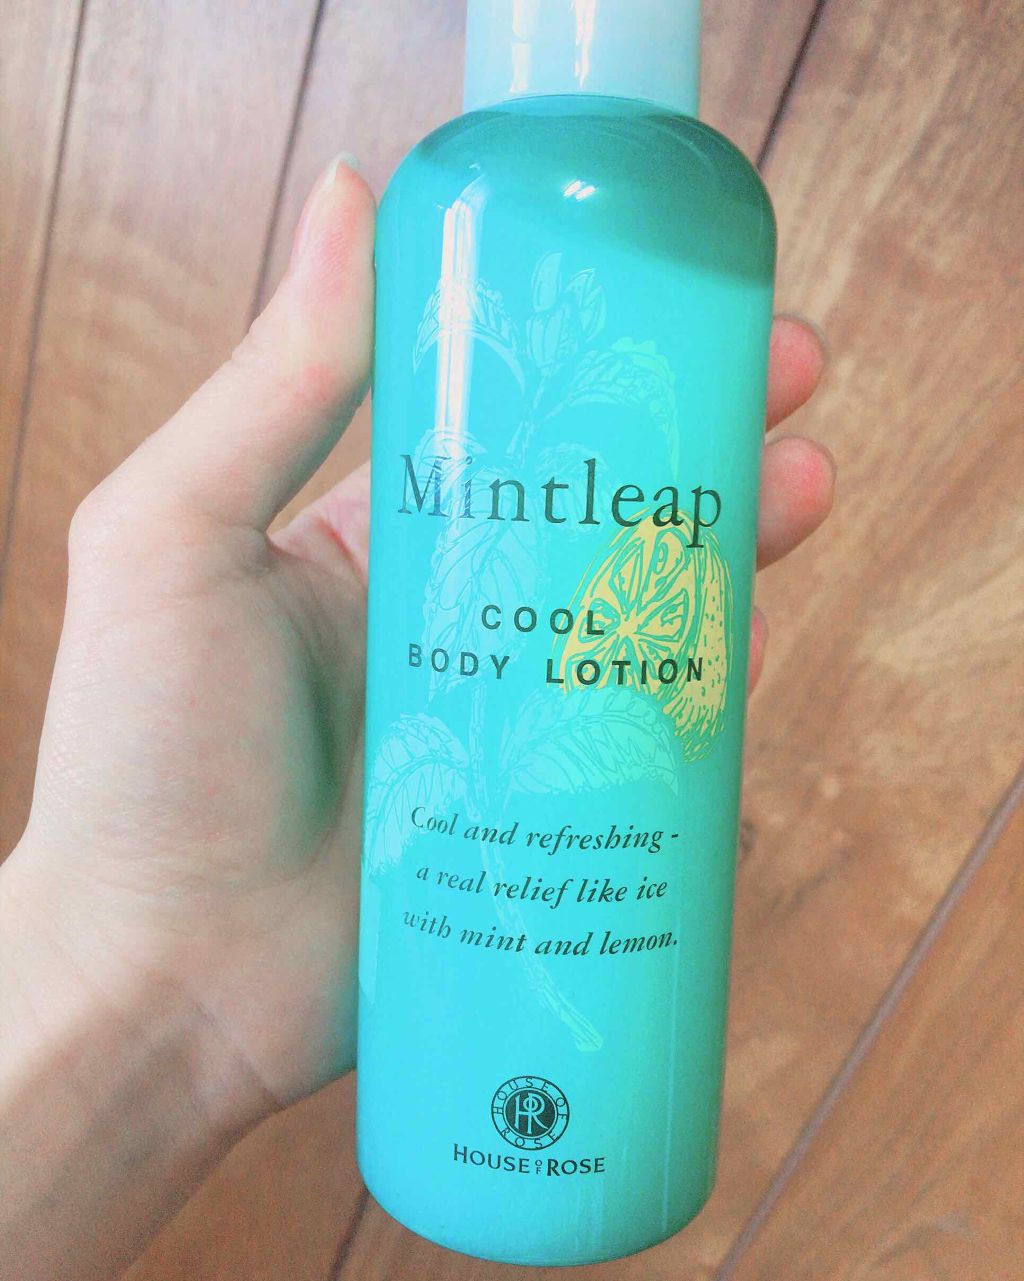 Mintleap
COOL
BODY LOTION
Cool and refreshing -
a real relief like ice
with mint and lemon.
HOUSE OF
HR
ROSE
HOUSE OF ROSE